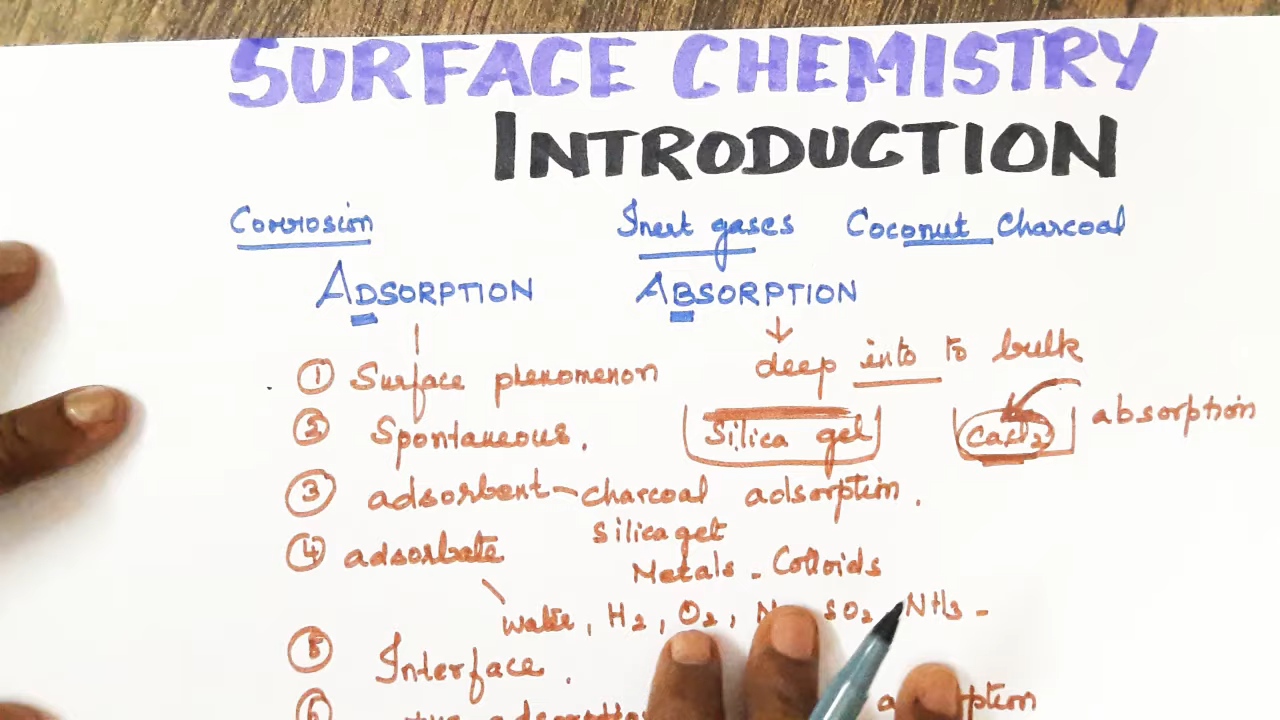 SURFACE CHEMISTRY
INTRODUCTION
Corrosion Inert gases Coconut charcoal
ADSORPTION ABSORPTION
① Surface phenomenon deep into to bulk
② Spontaneous. Silica gel CaCl2 absorption
③ adsorbent - charcoal adsorption.
Silica gel
④ adsorbate Metals - Colloids
water, H2, O2, SO2, NH3 -
⑤ Interface.
⑥